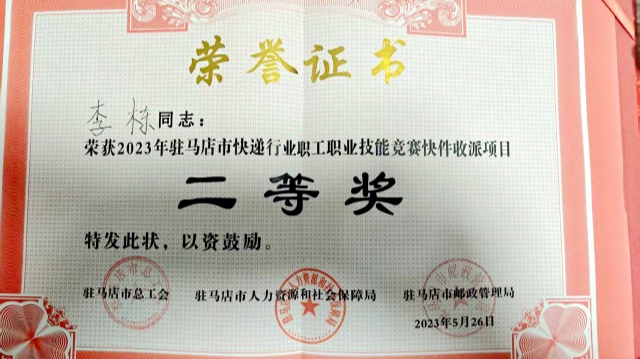 荣誉证书
李栋同志：
荣获2023年驻马店市快递行业职工职业技能竞赛快件收派项目
二等奖
特发此状，以资鼓励。
驻马店市总工会 驻马店市人力资源和社会保障局 驻马店市邮政管理局
2023年5月26日